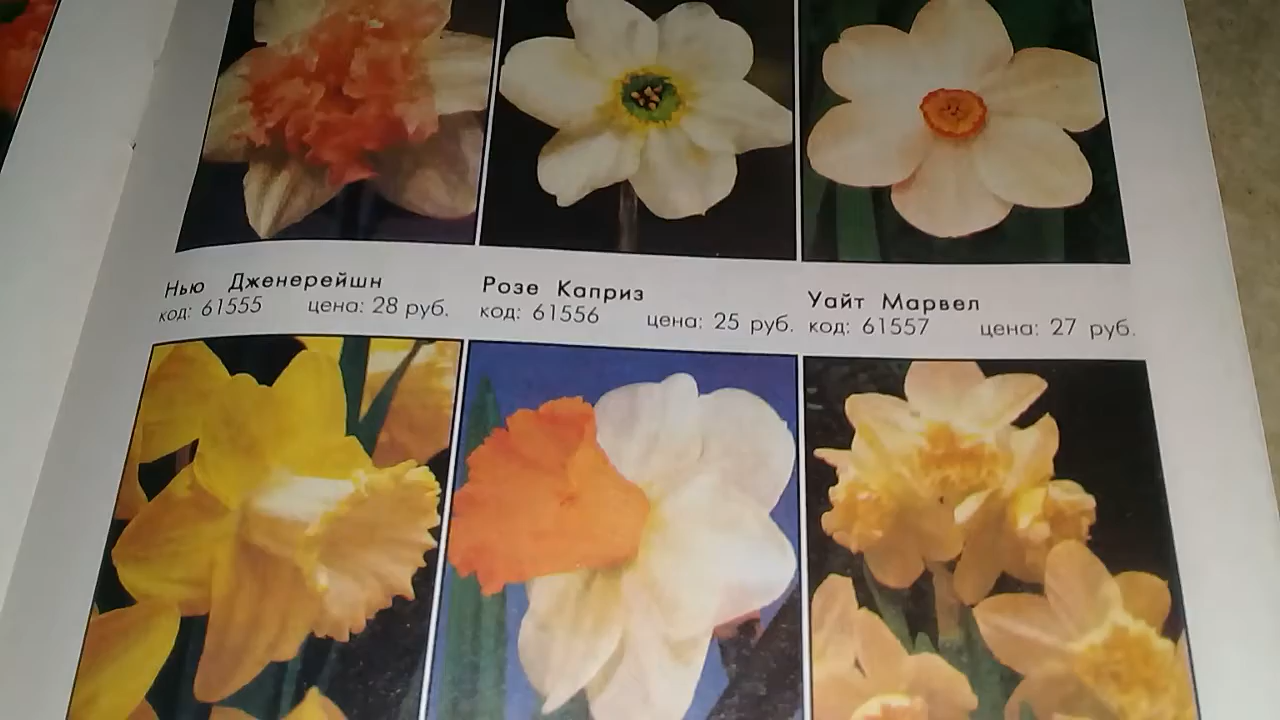 Нью Дженерейшн
код: 61555 цена: 28 руб.
Розе Каприз
код: 61556 цена: 25 руб.
Уайт Марвел
код: 61557 цена: 27 руб.